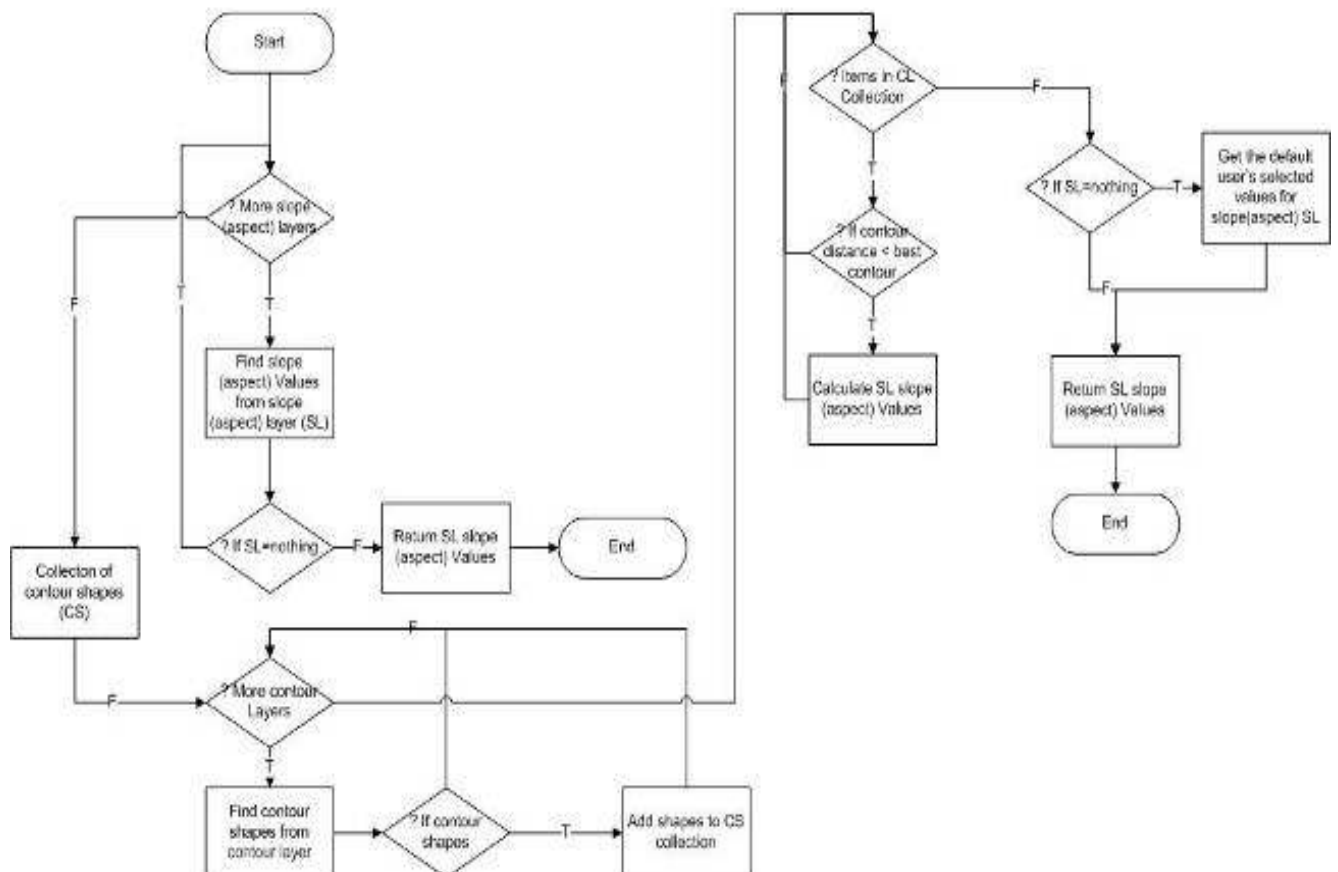 Start
? More slope
(aspect) layers
F
T
T
Find slope
(aspect) Values
from slope
(aspect) layer (SL)
? If SL=nothing
F
Return SL slope
(aspect) Values
End
Collecton of
contour shapes
(CS)
F
F
? More contour
Layers
T
Find contour
shapes from
contour layer
? If contour
shapes
T
Add shapes to CS
collection
? Items in CL
Collection
F
F
T
? If contour
distance < best
contour
T
Calculate SL slope
(aspect) Values
? If SL=nothing
T
Get the default
user's selected
values for
slope(aspect) SL
F
Return SL slope
(aspect) Values
End